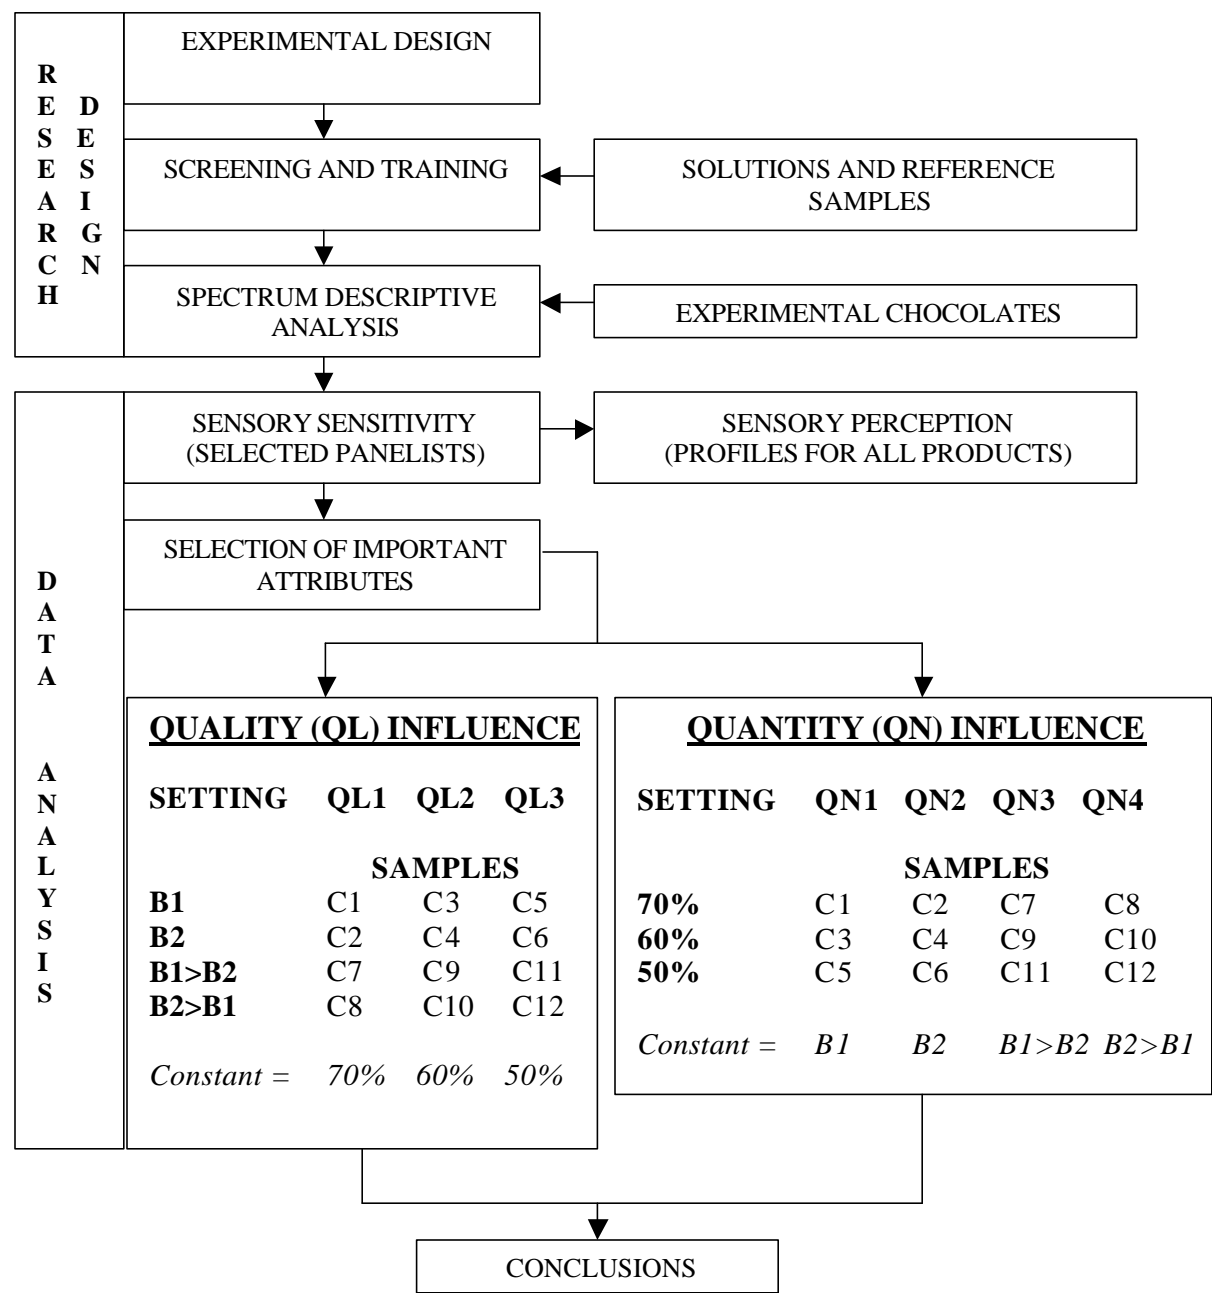 RESEARCH
DESIGN
EXPERIMENTAL DESIGN
SCREENING AND TRAINING
SOLUTIONS AND REFERENCE
SAMPLES
SPECTRUM DESCRIPTIVE
ANALYSIS
EXPERIMENTAL CHOCOLATES
DATA ANALYSIS
SENSORY SENSITIVITY
(SELECTED PANELISTS)
SENSORY PERCEPTION
(PROFILES FOR ALL PRODUCTS)
SELECTION OF IMPORTANT
ATTRIBUTES
QUALITY (QL) INFLUENCE
SETTING QL1 QL2 QL3
SAMPLES
B1 C1 C3 C5
B2 C2 C4 C6
B1>B2 C7 C9 C11
B2>B1 C8 C10 C12
Constant = 70% 60% 50%
QUANTITY (QN) INFLUENCE
SETTING QN1 QN2 QN3 QN4
SAMPLES
70% C1 C2 C7 C8
60% C3 C4 C9 C10
50% C5 C6 C11 C12
Constant = B1 B2 B1>B2 B2>B1
CONCLUSIONS